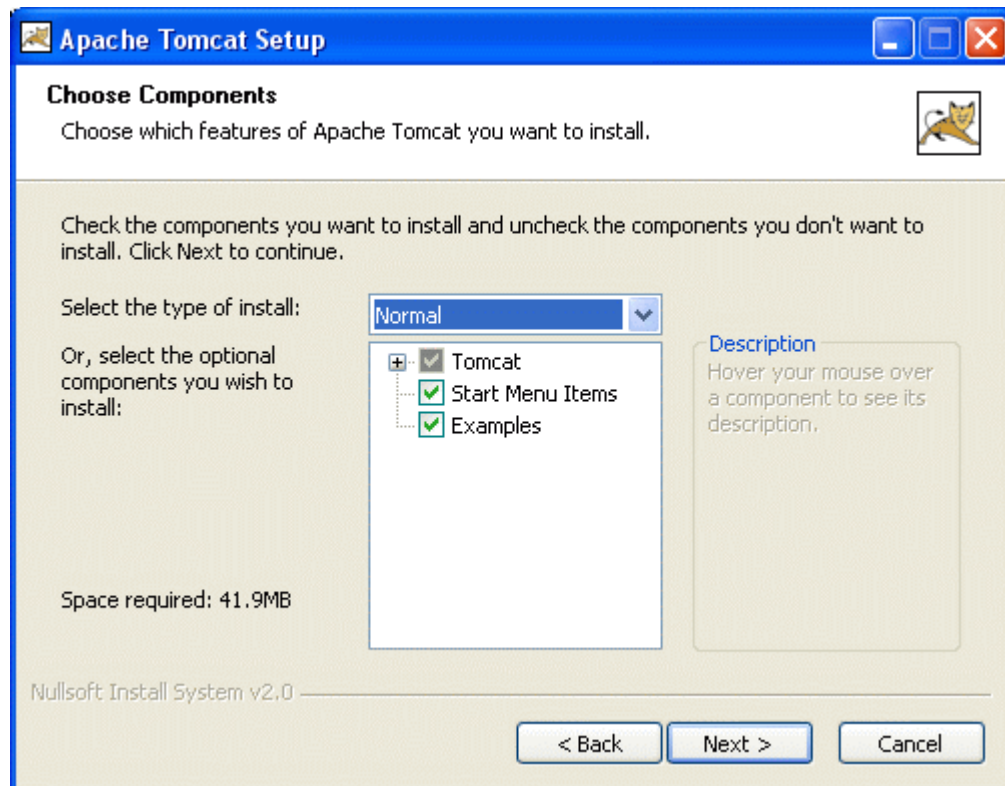 Apache Tomcat Setup
Choose Components
Choose which features of Apache Tomcat you want to install.
Check the components you want to install and uncheck the components you don't want to
install. Click Next to continue.
Select the type of install:
Normal
Or, select the optional
components you wish to
install:
Tomcat
Start Menu Items
Examples
Description
Hover your mouse over
a component to see its
description.
Space required: 41.9MB
Nullsoft Install System v2.0
< Back
Next >
Cancel